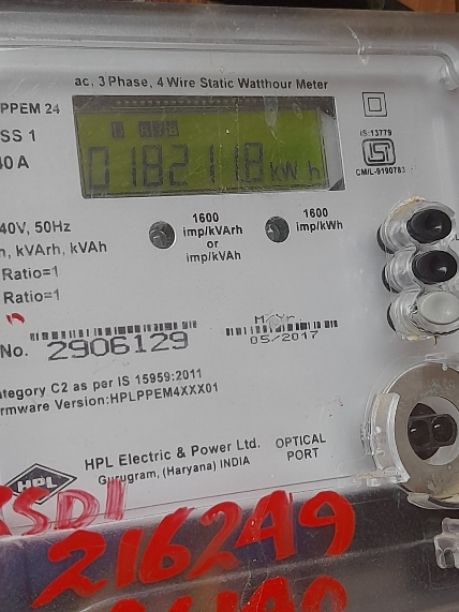 ac, 3 Phase, 4 Wire Static Watthour Meter
PPEM 24
SS 1
40 A
0182118 kW h
IS:13779
ISI
CM/L-9190783
40V, 50Hz
h, kVArh, kVAh
Ratio=1
Ratio=1
1600
imp/kVArh
or
imp/kVAh
1600
imp/kWh
No. 2906129
M. Yr.
05/2017
ategory C2 as per IS 15959:2011
rmware Version:HPLPPEM4XXX01
HPL
HPL Electric & Power Ltd.
Gurugram, (Haryana) INDIA
OPTICAL
PORT
216249